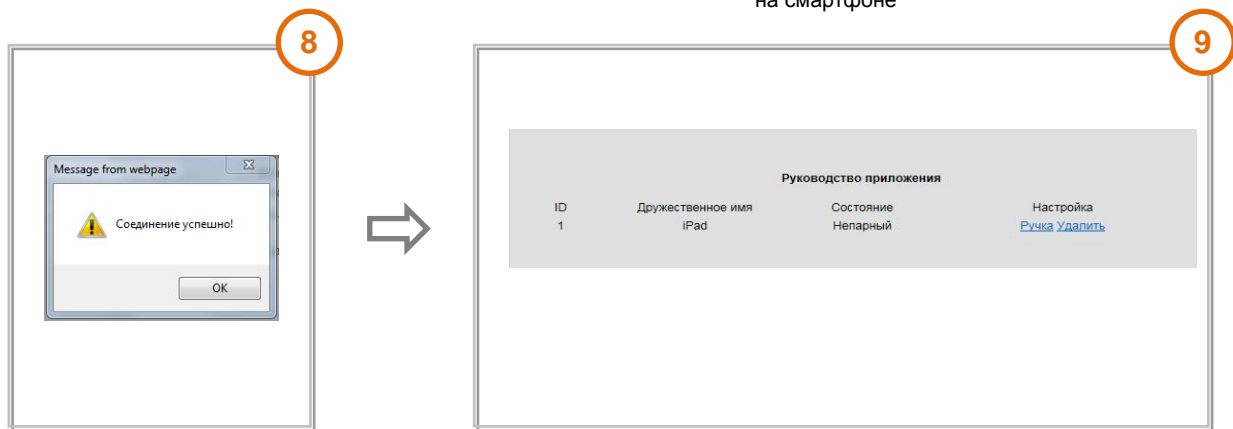 на смартфоне
8
9
Message from webpage
Соединение успешно!
OK
Руководство приложения
ID Дружественное имя Состояние Настройка
1 iPad Непарный Ручка Удалить